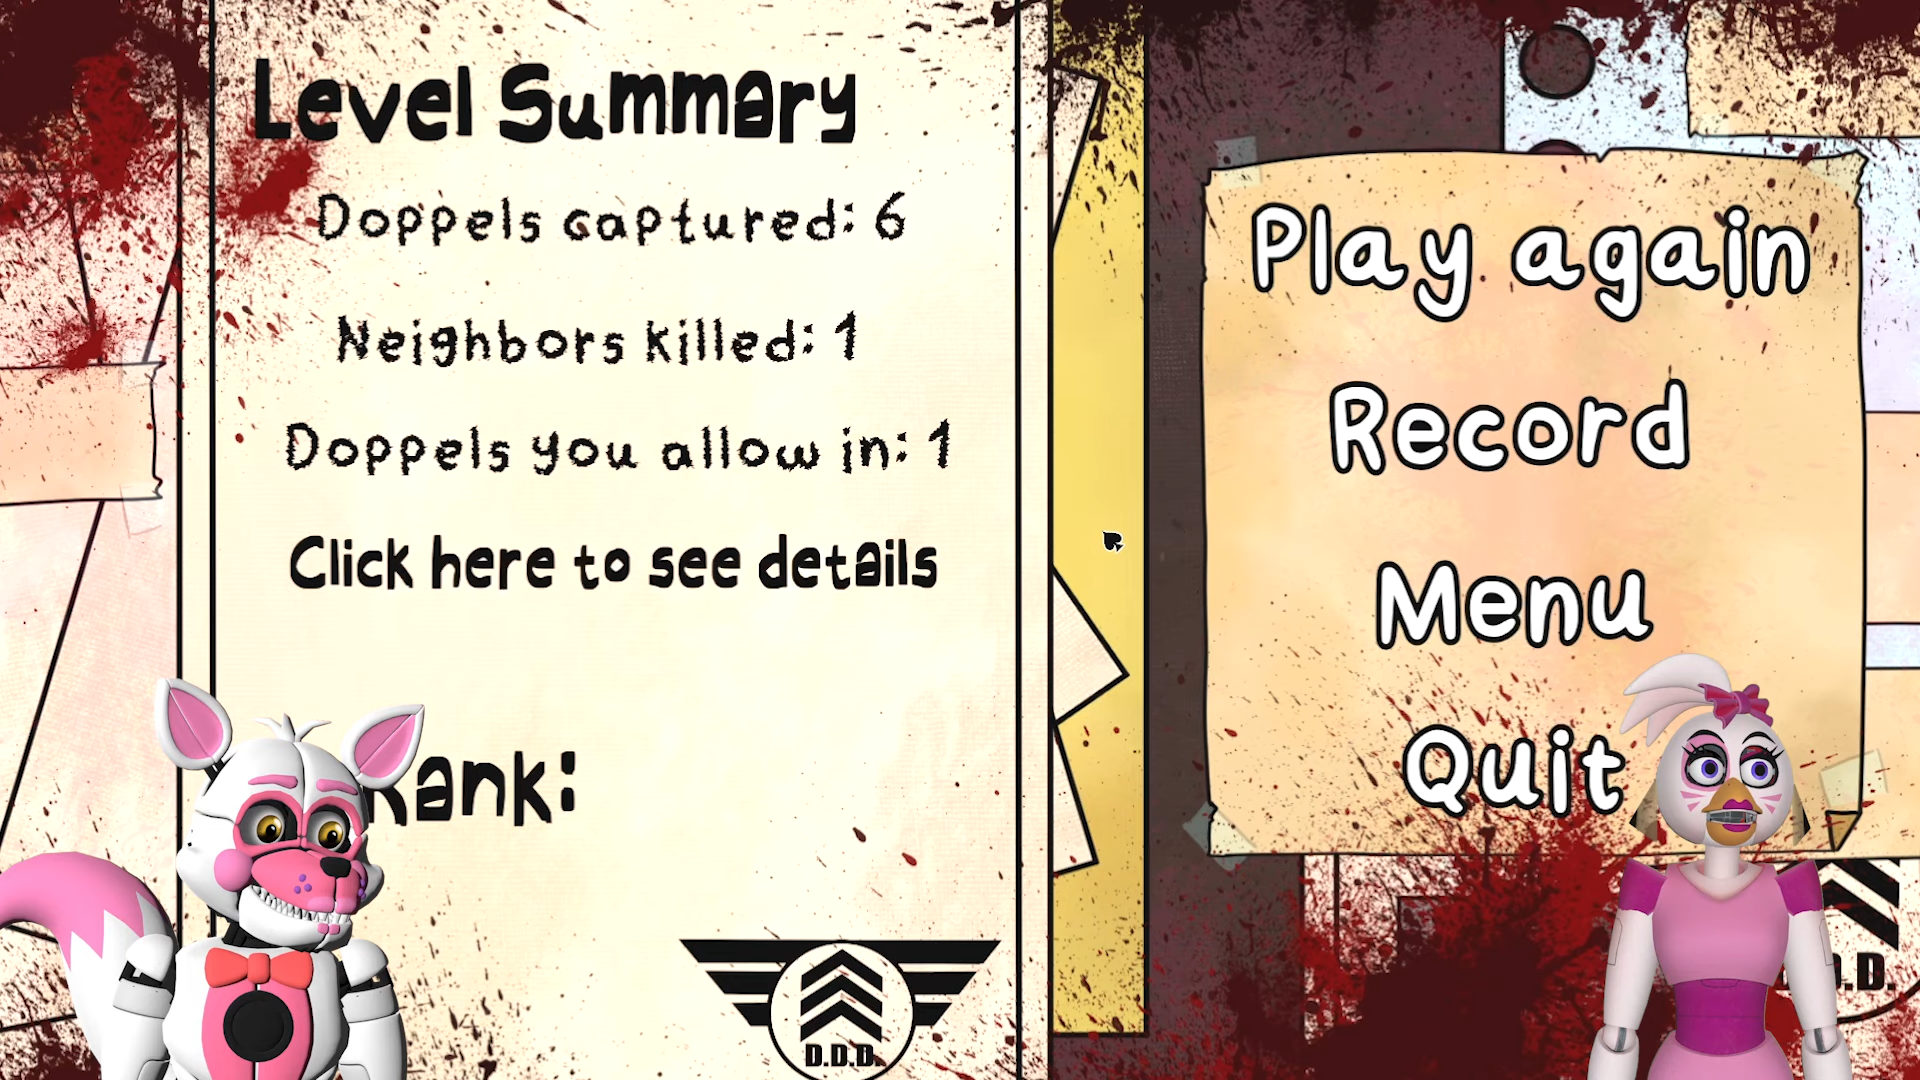 Level Summary
Doppels captured: 6
Neighbors killed: 1
Doppels you allow in: 1
Click here to see details
Rank:
D.D.D.
Play again
Record
Menu
Quit
D.D.